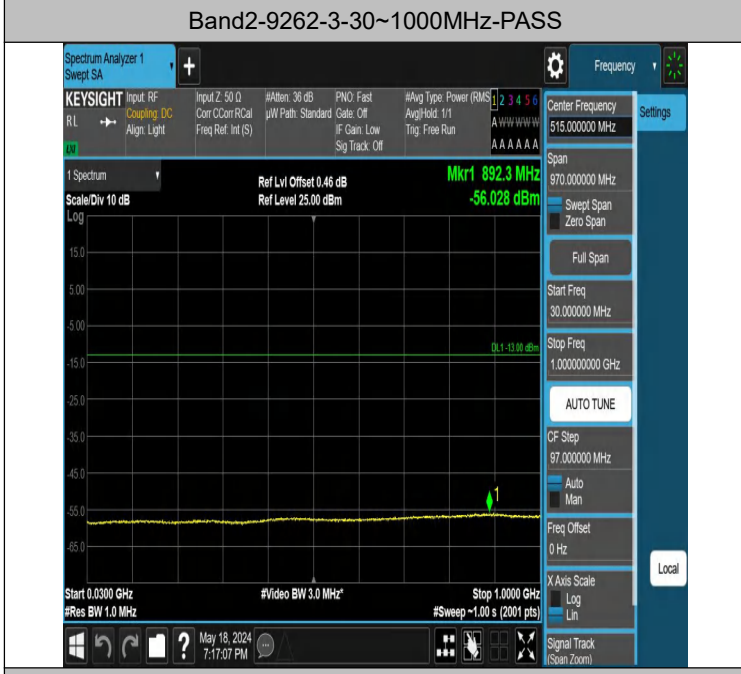 Band2-9262-3-30~1000MHz-PASS
Spectrum Analyzer 1
Swept SA
Frequency
KEYSIGHT
RL
Input: RF
Coupling: DC
Align: Light
Input Z: 50 Ω
Corr CCorr RCal
Freq Ref: Int (S)
#Atten: 36 dB
µW Path: Standard
PNO: Fast
Gate: Off
IF Gain: Low
Sig Track: Off
#Avg Type: Power (RMS
Avg|Hold: 1/1
Trig: Free Run
1 2 3 4 5 6
A W W W W W
A A A A A A
Settings
1 Spectrum
Scale/Div 10 dB
Log
Ref Lvl Offset 0.46 dB
Ref Level 25.00 dBm
Mkr1 892.3 MHz
-56.028 dBm
15.0
5.00
-5.00
-15.0
-25.0
-35.0
-45.0
-55.0
-65.0
DL1 -13.00 dBm
1
Start 0.0300 GHz
#Res BW 1.0 MHz
#Video BW 3.0 MHz*
Stop 1.0000 GHz
#Sweep ~1.00 s (2001 pts)
Center Frequency
515.000000 MHz
Span
970.000000 MHz
Swept Span
Zero Span
Full Span
Start Freq
30.000000 MHz
Stop Freq
1.000000000 GHz
AUTO TUNE
CF Step
97.000000 MHz
Auto
Man
Freq Offset
0 Hz
X Axis Scale
Log
Lin
Signal Track
(Span Zoom)
Local
?
May 18, 2024
7:17:07 PM